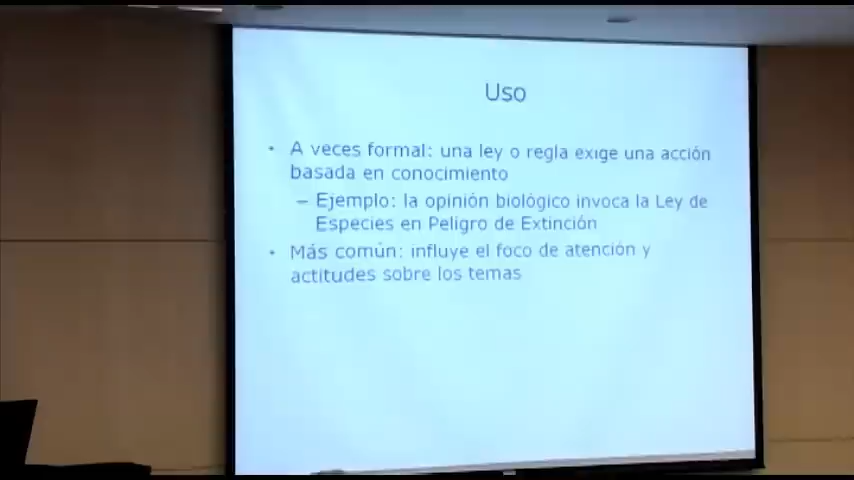 Uso
• A veces formal: una ley o regla exige una acción
basada en conocimiento
– Ejemplo: la opinión biológico invoca la Ley de
Especies en Peligro de Extinción
• Más común: influye el foco de atención y
actitudes sobre los temas